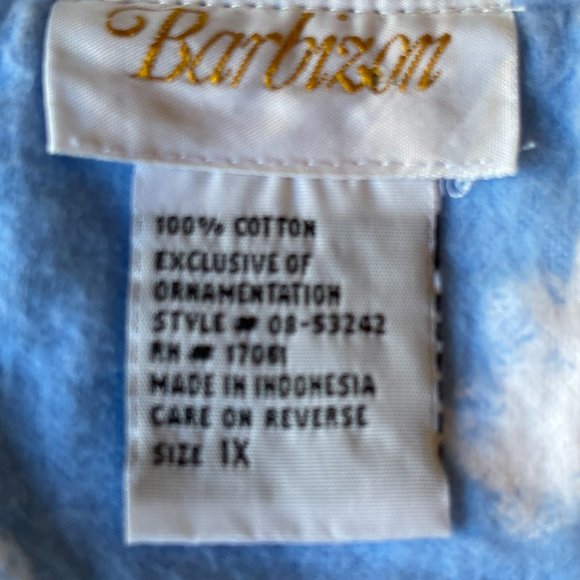 Barbizon
100% COTTON
EXCLUSIVE OF
ORNAMENTATION
STYLE # 08-53242
RN # 17061
MADE IN INDONESIA
CARE ON REVERSE
SIZE 1X